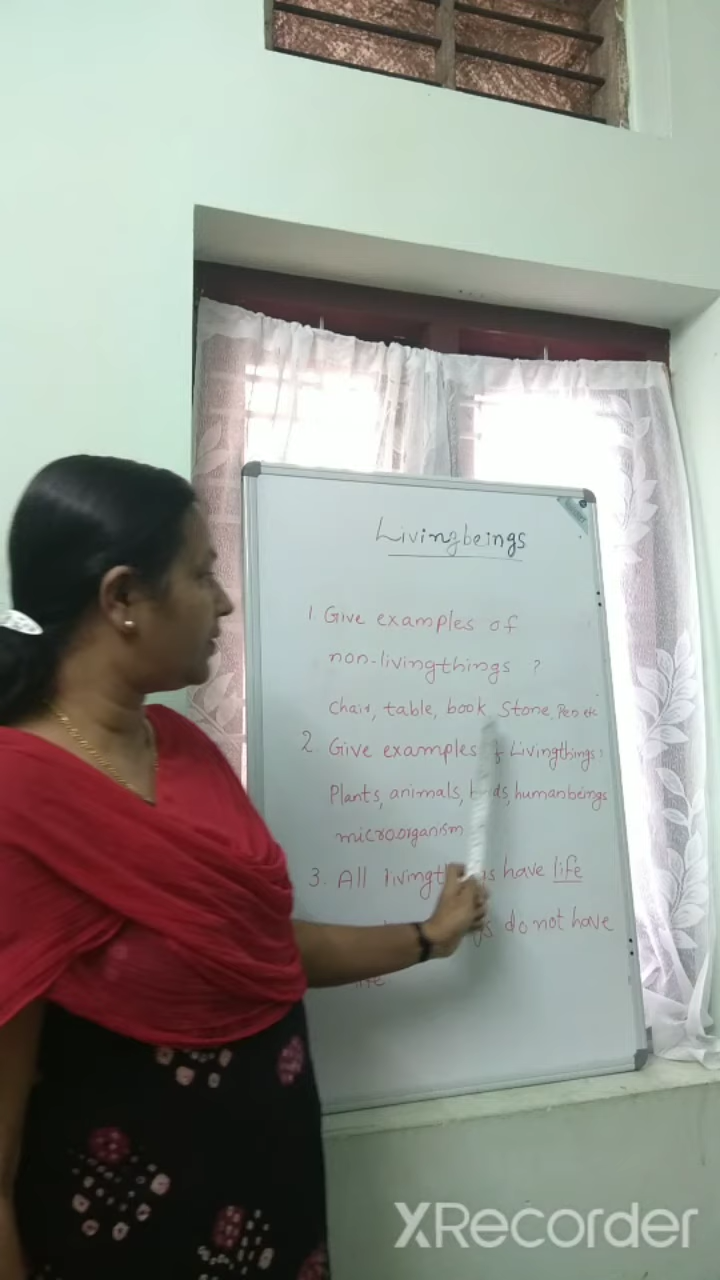 Livingbeings
1. Give examples of
non-livingthings ?
Chair, table, book, Stone, Pen etc
2. Give examples Livingthings:
Plants, animals, humanbeings
microorganism
3. All have life
do not have
XRecorder